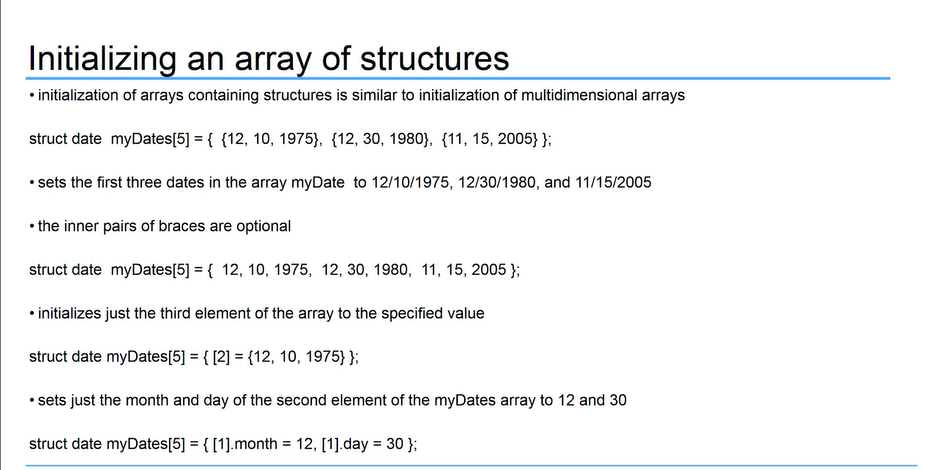 Initializing an array of structures
• initialization of arrays containing structures is similar to initialization of multidimensional arrays
struct date  myDates[5] = {  {12, 10, 1975},  {12, 30, 1980},  {11, 15, 2005} };
• sets the first three dates in the array myDate  to 12/10/1975, 12/30/1980, and 11/15/2005
• the inner pairs of braces are optional
struct date  myDates[5] = {  12, 10, 1975,  12, 30, 1980,  11, 15, 2005 };
• initializes just the third element of the array to the specified value
struct date myDates[5] = { [2] = {12, 10, 1975} };
• sets just the month and day of the second element of the myDates array to 12 and 30
struct date myDates[5] = { [1].month = 12, [1].day = 30 };